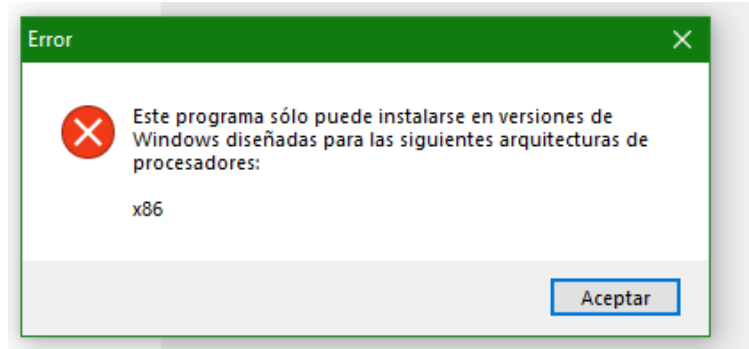 Error
Este programa sólo puede instalarse en versiones de
Windows diseñadas para las siguientes arquitecturas de
procesadores:
x86
Aceptar